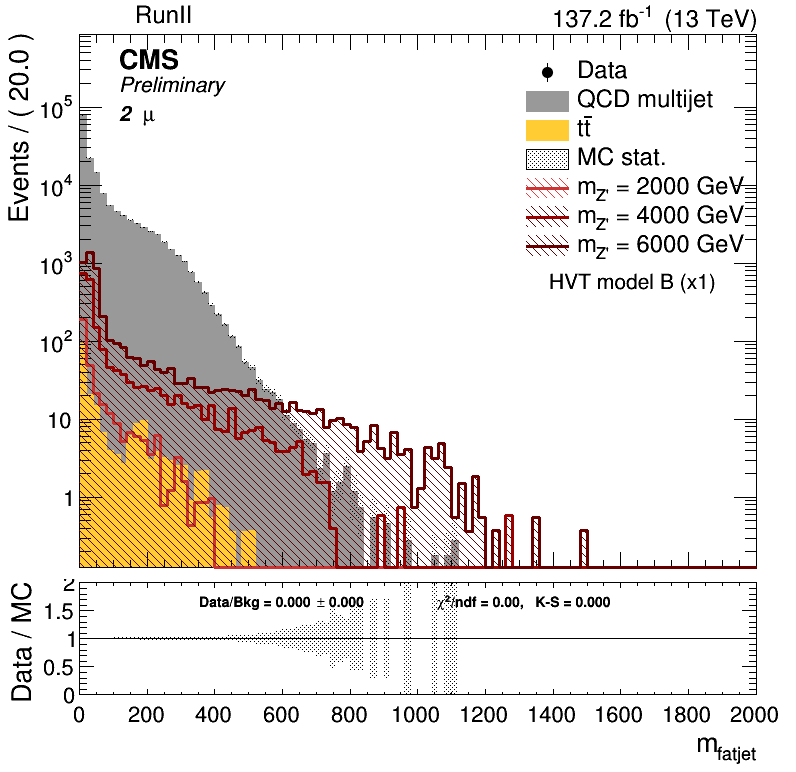 RunII
137.2 fb⁻¹ (13 TeV)
CMS
Preliminary
2 μ
Data
QCD multijet
tt̄
MC stat.
m_Z' = 2000 GeV
m_Z' = 4000 GeV
m_Z' = 6000 GeV
HVT model B (x1)
Events / ( 20.0 )
10⁵
10⁴
10³
10²
10
1
Data/Bkg = 0.000 ± 0.000
χ²/ndf = 0.00, K-S = 0.000
Data / MC
2
1.5
1
0.5
0
0 200 400 600 800 1000 1200 1400 1600 1800 2000
m_fatjet